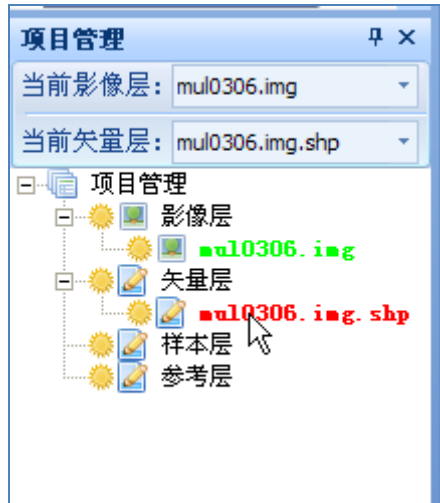 项目管理
当前影像层: mul0306.img
当前矢量层: mul0306.img.shp
项目管理
影像层
mul0306.img
矢量层
mul0306.img.shp
样本层
参考层